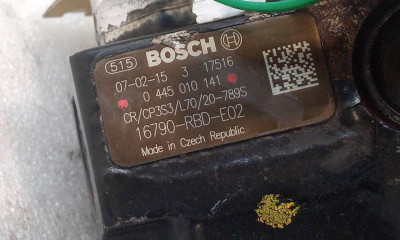 515 BOSCH
07-02-15 3 17516
0 445 010 141
CR/CP3S3/L70/20-789S
16790-RBD-E02
Made in Czech Republic